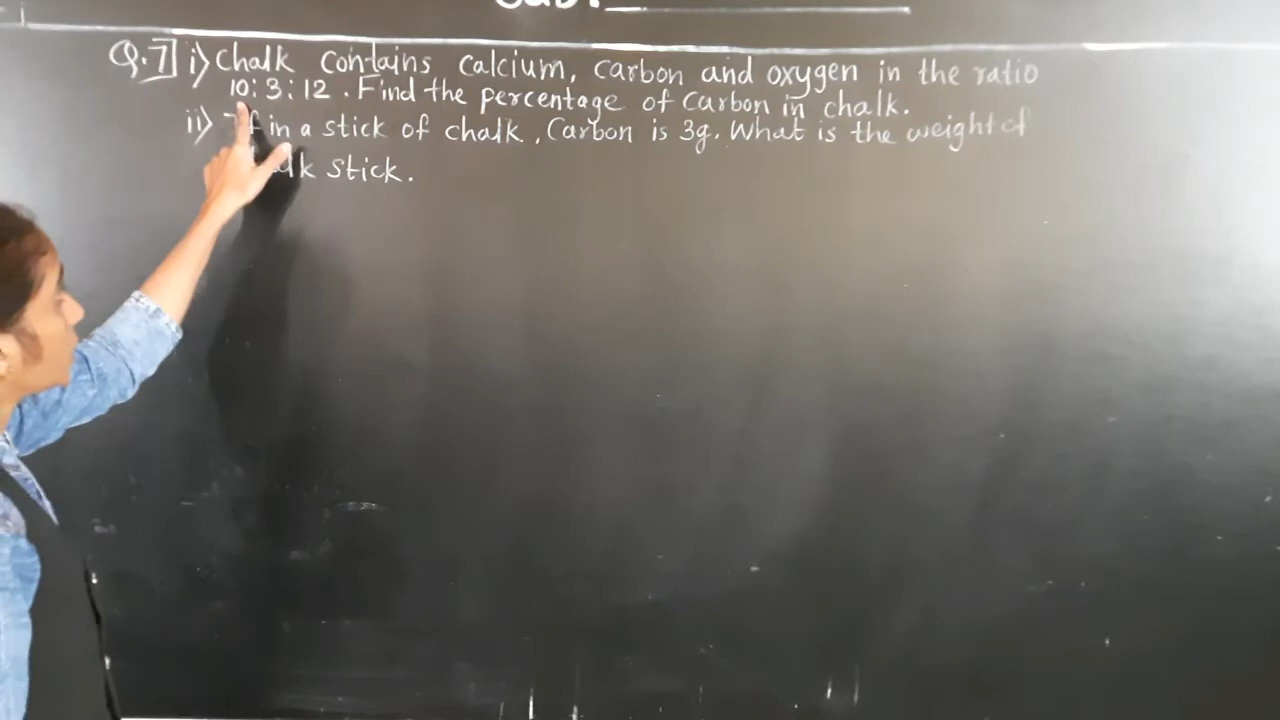 Q.7] i) Chalk contains calcium, carbon and oxygen in the ratio
10:3:12. Find the percentage of Carbon in chalk.
ii) If in a stick of chalk, Carbon is 3g. What is the weight of
stick.